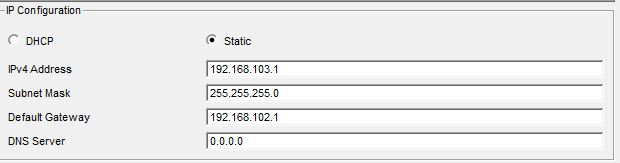 IP Configuration
DHCP Static
IPv4 Address 192.168.103.1
Subnet Mask 255.255.255.0
Default Gateway 192.168.102.1
DNS Server 0.0.0.0